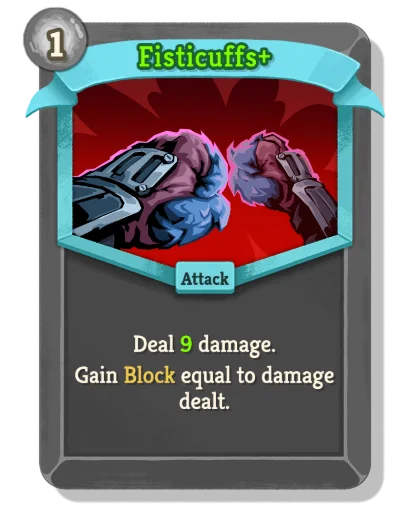 1
Fisticuffs+
Attack
Deal 9 damage.
Gain Block equal to damage
dealt.